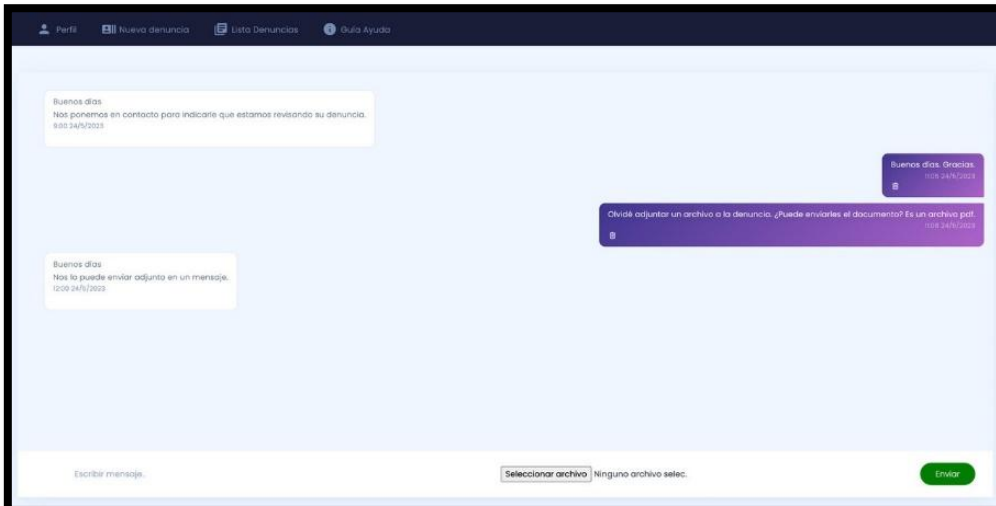 Perfil
Nueva denuncia
Lista Denuncias
Guía Ayuda
Buenos días
Nos ponemos en contacto para indicarle que estamos revisando su denuncia.
9:00 24/5/2023
Buenos días. Gracias.
11:05 24/5/2023
Olvidé adjuntar un archivo a la denuncia. ¿Puede enviarles el documento? Es un archivo pdf.
11:06 24/5/2023
Buenos días
Nos lo puede enviar adjunto en un mensaje.
12:00 24/5/2023
Escribir mensaje.
Seleccionar archivo Ninguno archivo selec.
Enviar